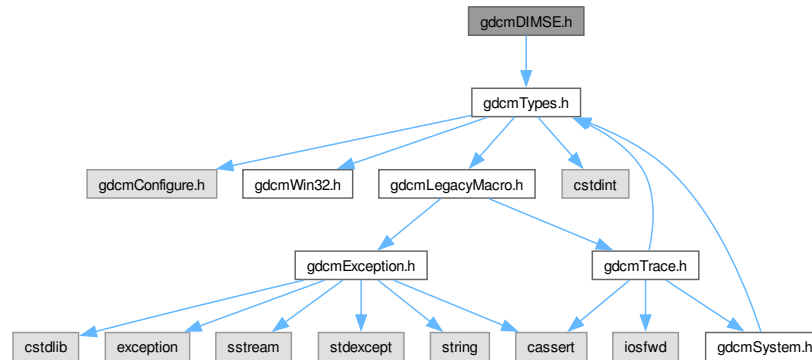 gdcmDIMSE.h
gdcmTypes.h
gdcmConfigure.h
gdcmWin32.h
gdcmLegacyMacro.h
cstdint
gdcmException.h
gdcmTrace.h
cstdlib
exception
sstream
stdexcept
string
cassert
iosfwd
gdcmSystem.h